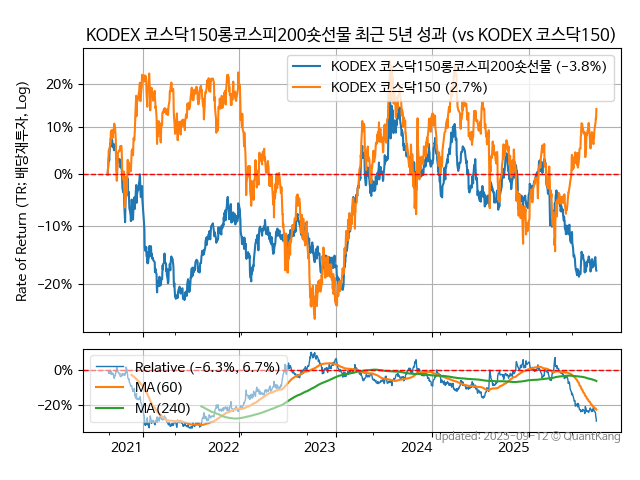 KODEX 코스닥150롱코스피200숏선물 최근 5년 성과 (vs KODEX 코스닥150)
KODEX 코스닥150롱코스피200숏선물 (−3.8%)
KODEX 코스닥150 (2.7%)
Rate of Return (TR: 배당재투자, Log)
20%
10%
0%
−10%
−20%
Relative (−6.3%, 6.7%)
MA(60)
MA(240)
0%
−20%
2021
2022
2023
2024
2025
updated: 2025-09-12 © QuantKang